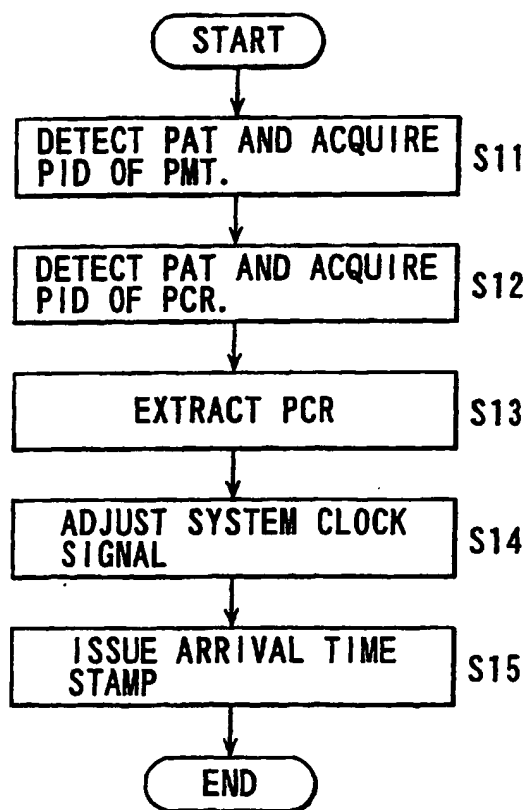 START
DETECT PAT AND ACQUIRE
PID OF PMT.
S11
DETECT PAT AND ACQUIRE
PID OF PCR.
S12
EXTRACT PCR
S13
ADJUST SYSTEM CLOCK
SIGNAL
S14
ISSUE ARRIVAL TIME
STAMP
S15
END